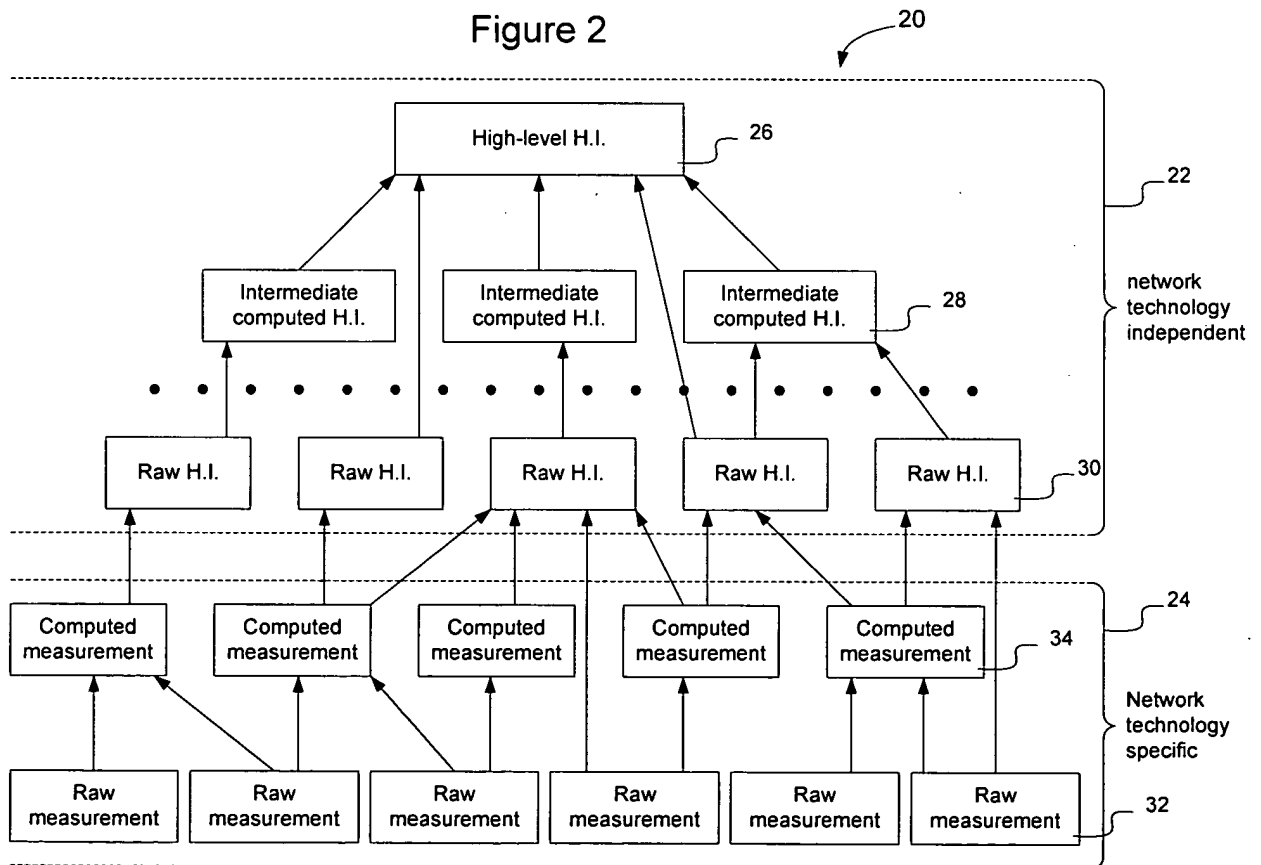 Figure 2
20
High-level H.I.
26
22
Intermediate
computed H.I.
Intermediate
computed H.I.
Intermediate
computed H.I.
28
network
technology
independent
Raw H.I.
Raw H.I.
Raw H.I.
Raw H.I.
Raw H.I.
30
24
Computed
measurement
Computed
measurement
Computed
measurement
Computed
measurement
Computed
measurement
34
Network
technology
specific
Raw
measurement
Raw
measurement
Raw
measurement
Raw
measurement
Raw
measurement
Raw
measurement
32